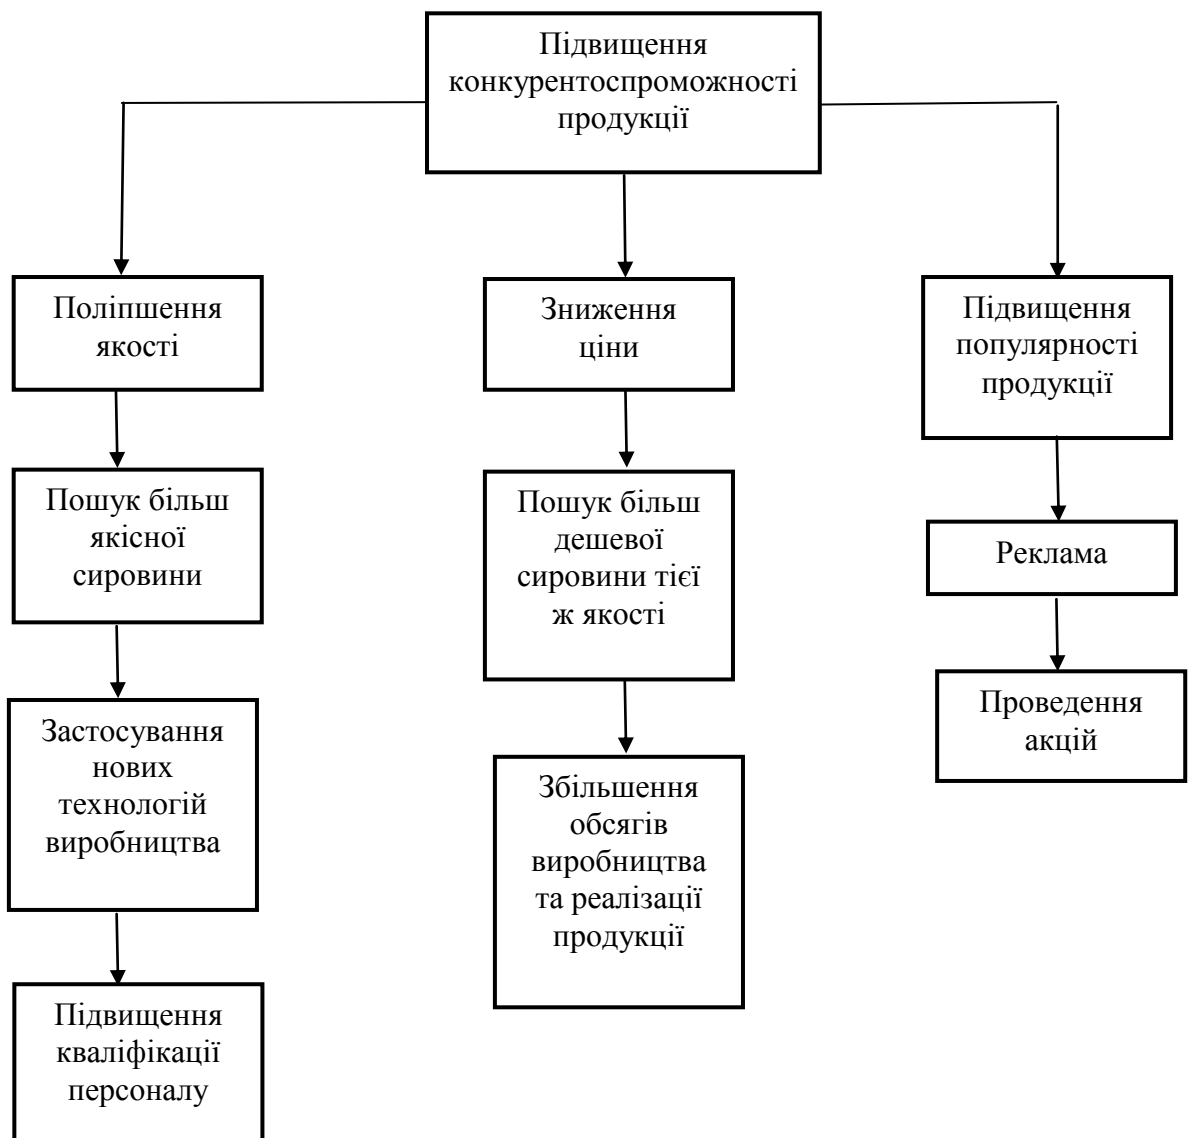 Підвищення
конкурентоспроможності
продукції
Поліпшення
якості
Зниження
ціни
Підвищення
популярності
продукції
Пошук більш
якісної
сировини
Пошук більш
дешевої
сировини тієї
ж якості
Реклама
Застосування
нових
технологій
виробництва
Збільшення
обсягів
виробництва
та реалізації
продукції
Проведення
акцій
Підвищення
кваліфікації
персоналу